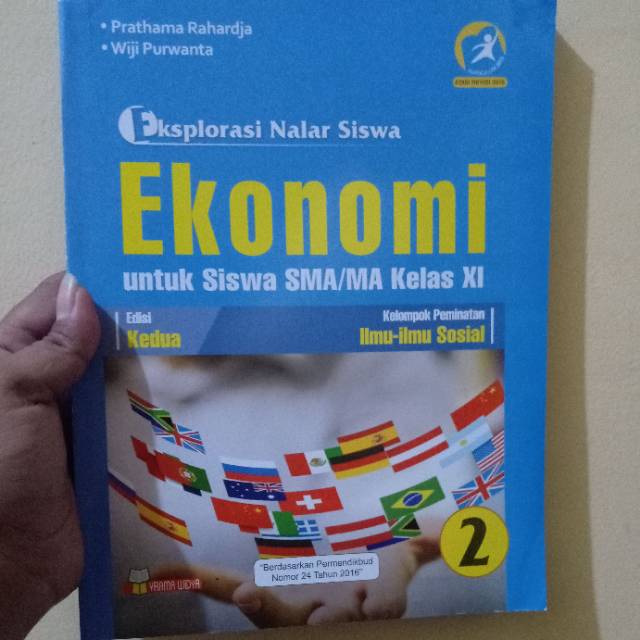 • Prathama Rahardja
• Wiji Purwanta
Eksplorasi Nalar Siswa
Ekonomi
untuk Siswa SMA/MA Kelas XI
Edisi
Kedua
Kelompok Peminatan
Ilmu-ilmu Sosial
2
"Berdasarkan Permendikbud
Nomor 24 Tahun 2016"
YRAMA WIDYA